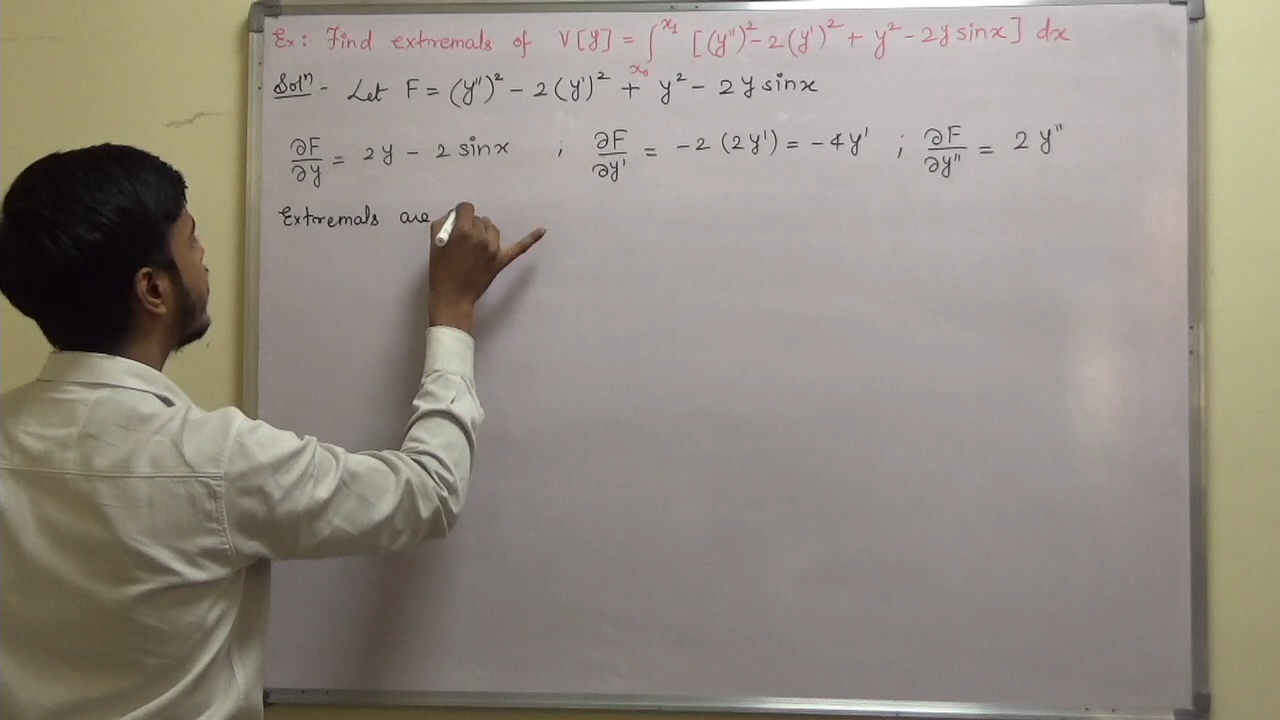 Ex: Find extremals of V[y] = ∫_{x₀}^{x₁} [(y'')² - 2(y')² + y² - 2y sinx] dx
Solⁿ - Let F = (y'')² - 2(y')² + y² - 2y sinx
∂F/∂y = 2y - 2 sinx ; ∂F/∂y' = -2(2y') = -4y' ; ∂F/∂y'' = 2y''
Extremals are